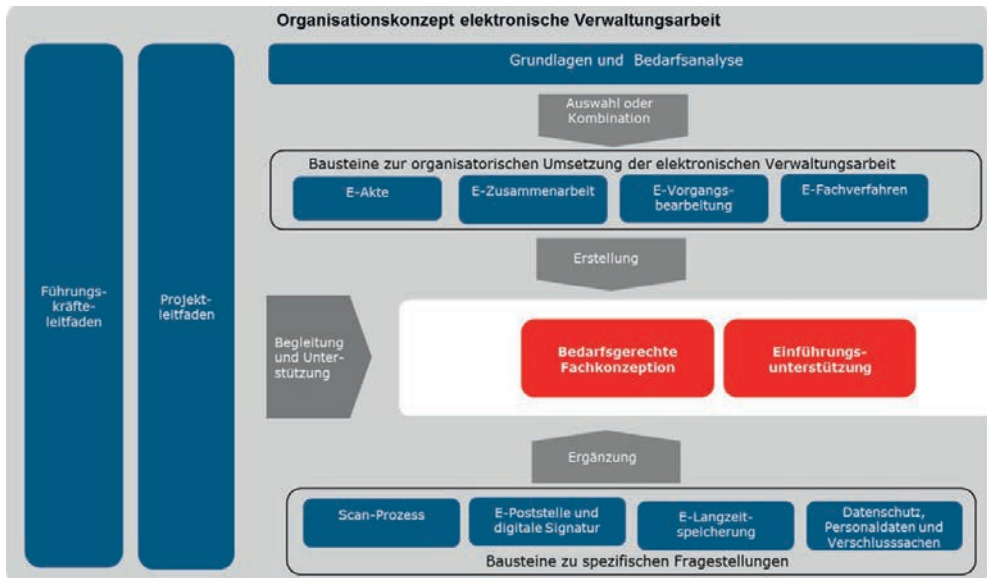 Organisationskonzept elektronische Verwaltungsarbeit
Führungs-
kräfte-
leitfaden
Projekt-
leitfaden
Grundlagen und Bedarfsanalyse
Auswahl oder
Kombination
Bausteine zur organisatorischen Umsetzung der elektronischen Verwaltungsarbeit
E-Akte
E-Zusammenarbeit
E-Vorgangs-
bearbeitung
E-Fachverfahren
Erstellung
Begleitung
und Unter-
stützung
Bedarfsgerechte
Fachkonzeption
Einführungs-
unterstützung
Ergänzung
Scan-Prozess
E-Poststelle und
digitale Signatur
E-Langzeit-
speicherung
Datenschutz,
Personaldaten und
Verschlusssachen
Bausteine zu spezifischen Fragestellungen